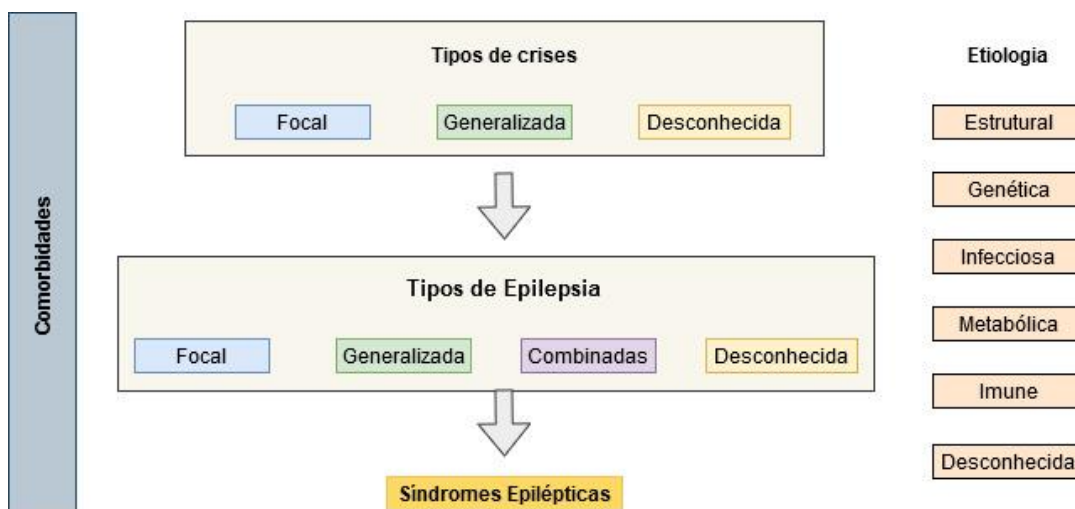 Comorbidades
Tipos de crises
Focal
Generalizada
Desconhecida
Tipos de Epilepsia
Focal
Generalizada
Combinadas
Desconhecida
Síndromes Epilépticas
Etiologia
Estrutural
Genética
Infecciosa
Metabólica
Imune
Desconhecida